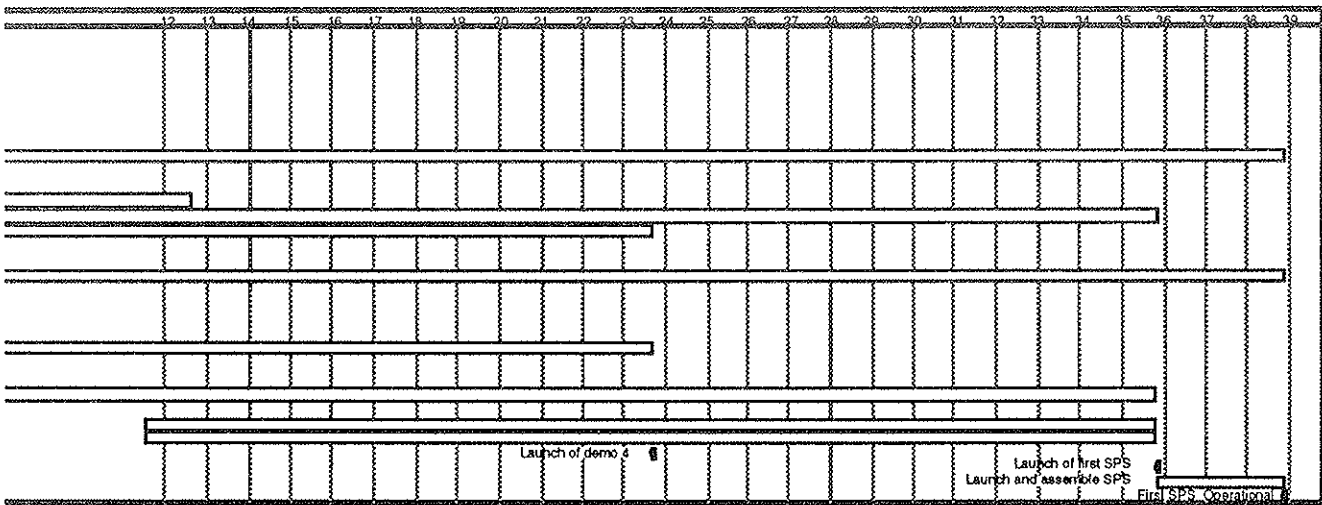 12 13 14 15 16 17 18 19 20 21 22 23 24 25 26 27 28 29 30 31 32 33 34 35 36 37 38 39
Launch of demo 4
Launch of first SPS
Launch and assemble SPS
First SPS Operational